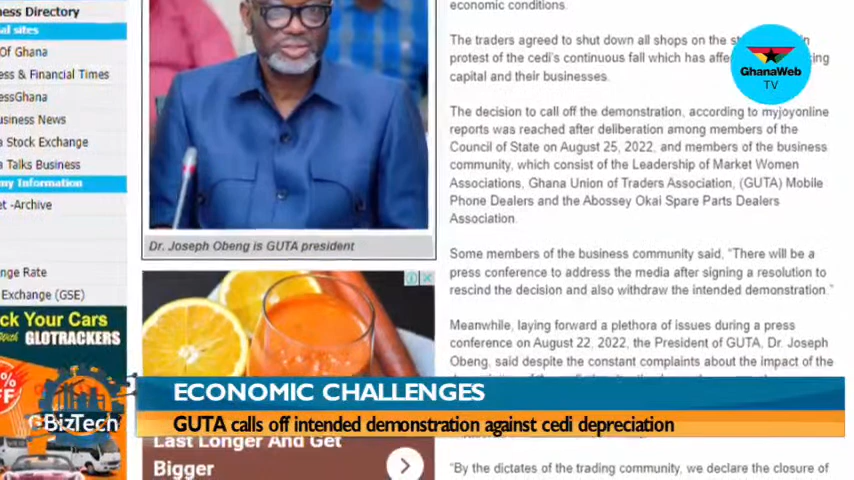 ness Directory
al sites
Of Ghana
ess & Financial Times
essGhana
usiness News
a Stock Exchange
a Talks Business
my Information
et -Archive
nge Rate
Exchange (GSE)
ck Your Cars
With GLOTRACKERS
%
FF
GBizTech
Dr. Joseph Obeng is GUTA president
Last Longer And Get
Bigger
economic conditions.
The traders agreed to shut down all shops on the in
protest of the cedi's continuous fall which has affe king
capital and their businesses.
GhanaWeb
TV
The decision to call off the demonstration, according to myjoyonline
reports was reached after deliberation among members of the
Council of State on August 25, 2022, and members of the business
community, which consist of the Leadership of Market Women
Associations, Ghana Union of Traders Association, (GUTA) Mobile
Phone Dealers and the Abossey Okai Spare Parts Dealers
Association.
Some members of the business community said, “There will be a
press conference to address the media after signing a resolution to
rescind the decision and also withdraw the intended demonstration.”
Meanwhile, laying forward a plethora of issues during a press
conference on August 22, 2022, the President of GUTA, Dr. Joseph
Obeng, said despite the constant complaints about the impact of the
ECONOMIC CHALLENGES
GUTA calls off intended demonstration against cedi depreciation
“By the dictates of the trading community, we declare the closure of